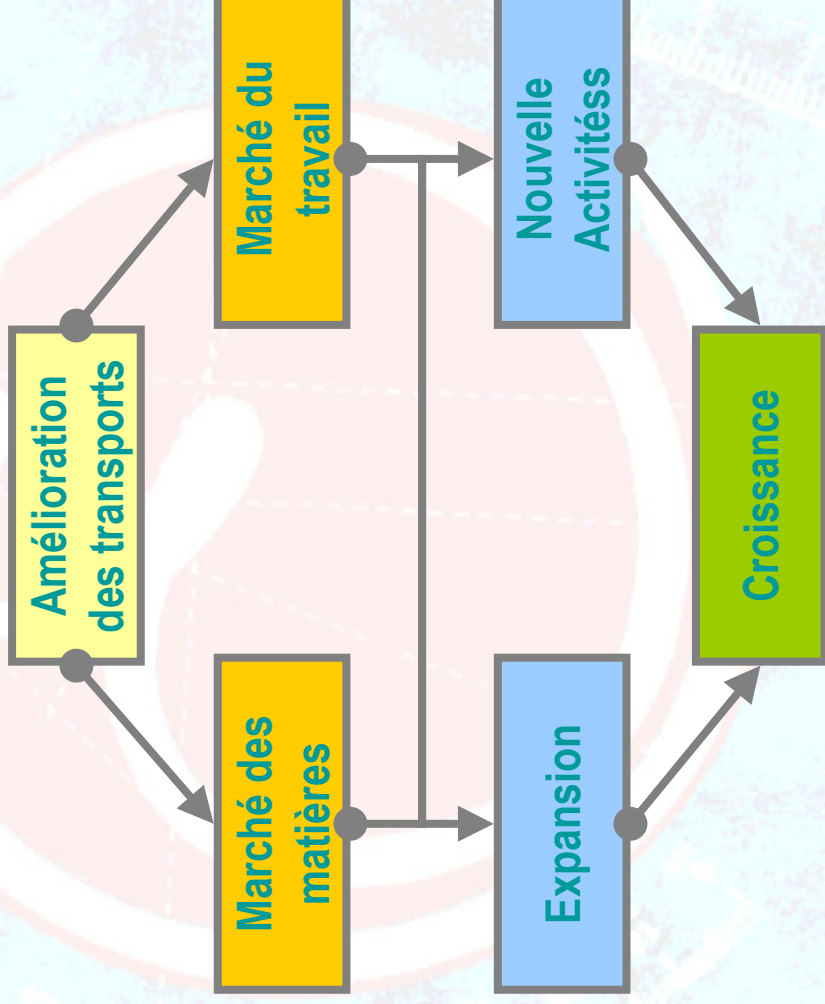 Amélioration
des transports
Marché des
matières
Marché du
travail
Expansion
Nouvelle
Activitéss
Croissance